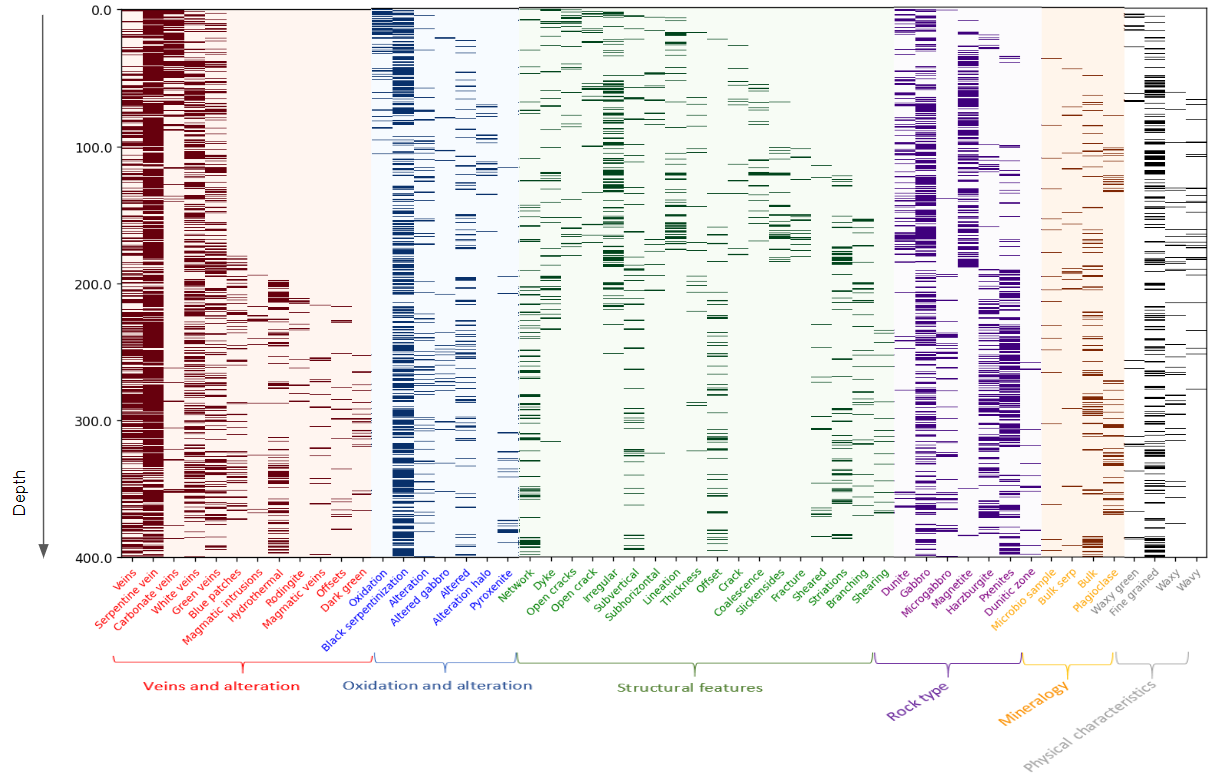 0.0
100.0
200.0
300.0
400.0
Depth
Veins
Serpentine vein
Carbonate veins
White veins
Green veins
Blue patches
Magmatic intrusions
Hydrothermal
Rodingite
Magmatic veins
Offsets
Dark green
Oxidation
Black serpentinization
Alteration
Altered gabbro
Altered
Alteration halo
Pyroxenite
Network
Dyke
Open cracks
Open crack
Irregular
Subvertical
Subhorizontal
Lineation
Thickness
Offset
Crack
Coalescence
Slickensides
Fracture
Sheared
Striations
Branching
Shearing
Dunite
Gabbro
Microgabbro
Magnetite
Harzburgite
Pxenites
Dunitic zone
Microbio sample
Bulk serp
Bulk
Plagioclase
Waxy green
Fine grained
Waxy
Wavy
Veins and alteration
Oxidation and alteration
Structural features
Rock type
Mineralogy
Physical characteristics